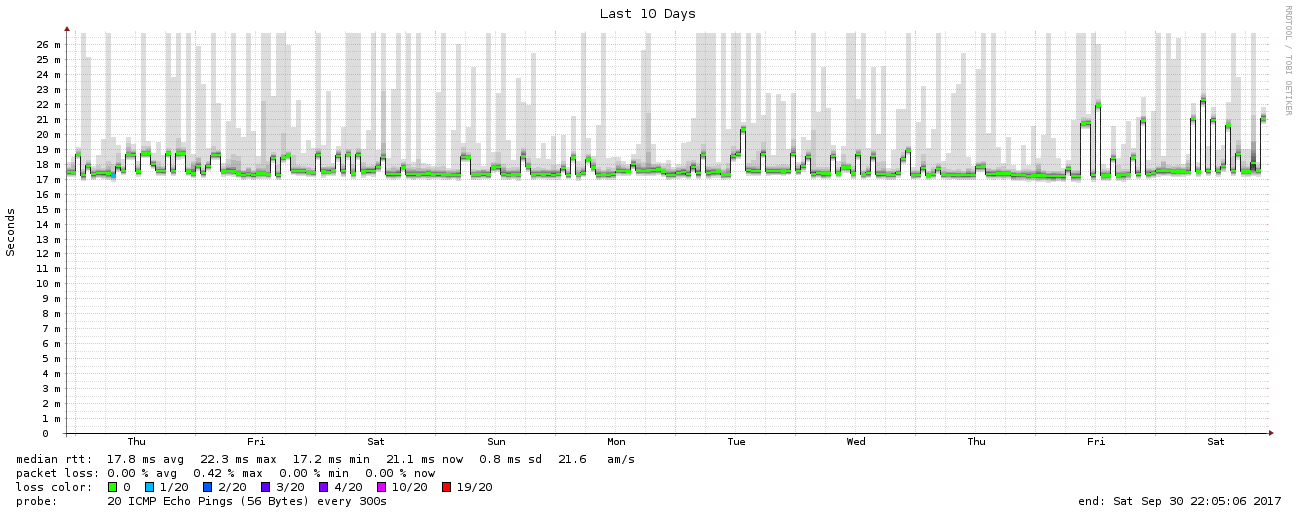 Last 10 Days
RRDTOOL / TOBI OETIKER
Seconds
26 m
25 m
24 m
23 m
22 m
21 m
20 m
19 m
18 m
17 m
16 m
15 m
14 m
13 m
12 m
11 m
10 m
9 m
8 m
7 m
6 m
5 m
4 m
3 m
2 m
1 m
0
Thu Fri Sat Sun Mon Tue Wed Thu Fri Sat
median rtt: 17.8 ms avg 22.3 ms max 17.2 ms min 21.1 ms now 0.8 ms sd 21.6 am/s
packet loss: 0.00 % avg 0.42 % max 0.00 % min 0.00 % now
loss color: 0 1/20 2/20 3/20 4/20 10/20 19/20
probe: 20 ICMP Echo Pings (56 Bytes) every 300s end: Sat Sep 30 22:05:06 2017